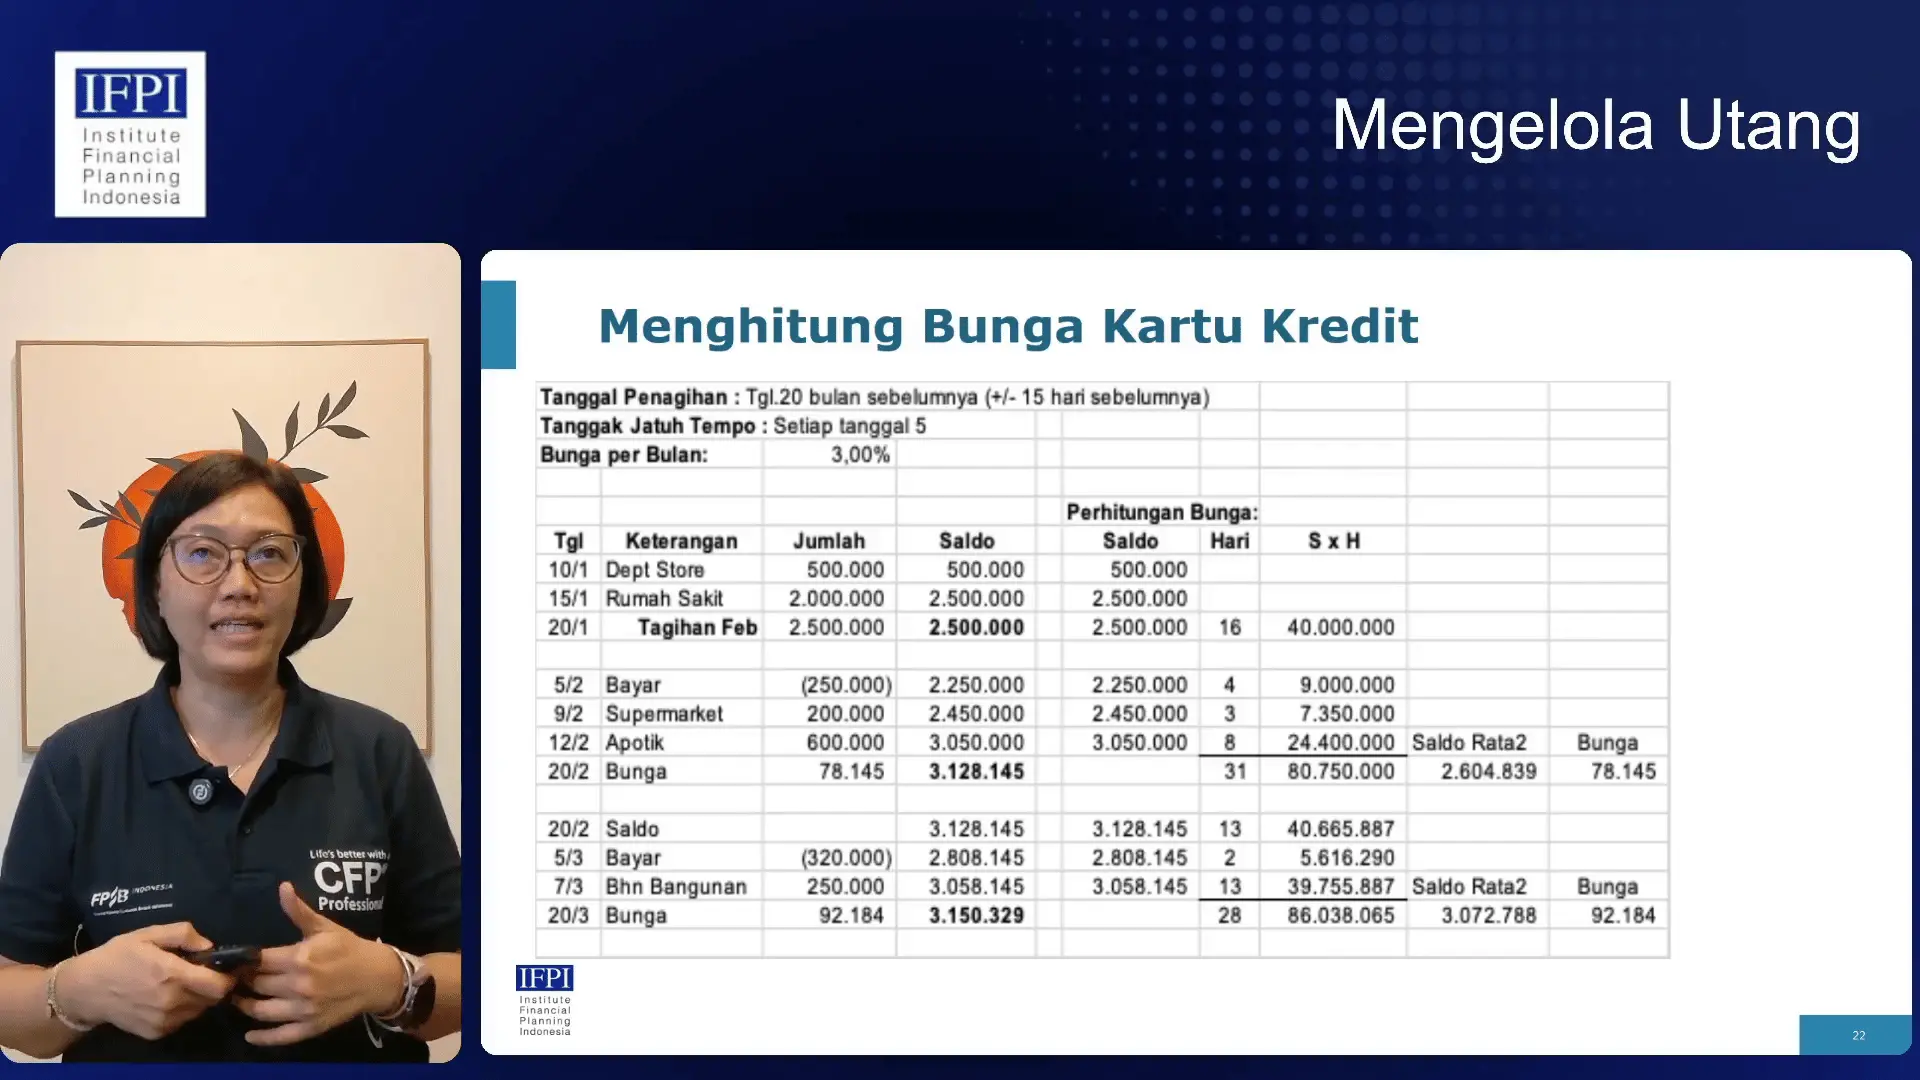 IFPI
Institute
Financial
Planning
Indonesia
Mengelola Utang
Menghitung Bunga Kartu Kredit
Tanggal Penagihan : Tgl.20 bulan sebelumnya (+/- 15 hari sebelumnya)
Tanggak Jatuh Tempo : Setiap tanggal 5
Bunga per Bulan: 3,00%
Perhitungan Bunga:
Tgl Keterangan Jumlah Saldo Saldo Hari S x H
10/1 Dept Store 500.000 500.000 500.000
15/1 Rumah Sakit 2.000.000 2.500.000 2.500.000
20/1 Tagihan Feb 2.500.000 2.500.000 2.500.000 16 40.000.000
5/2 Bayar (250.000) 2.250.000 2.250.000 4 9.000.000
9/2 Supermarket 200.000 2.450.000 2.450.000 3 7.350.000
12/2 Apotik 600.000 3.050.000 3.050.000 8 24.400.000 Saldo Rata2 Bunga
20/2 Bunga 78.145 3.128.145 31 80.750.000 2.604.839 78.145
20/2 Saldo 3.128.145 3.128.145 13 40.665.887
5/3 Bayar (320.000) 2.808.145 2.808.145 2 5.616.290
7/3 Bhn Bangunan 250.000 3.058.145 3.058.145 13 39.755.887 Saldo Rata2 Bunga
20/3 Bunga 92.184 3.150.329 28 86.038.065 3.072.788 92.184
Life's better with
CFP
Professional
FPSB INDONESIA
IFPI
Institute
Financial
Planning
Indonesia
22